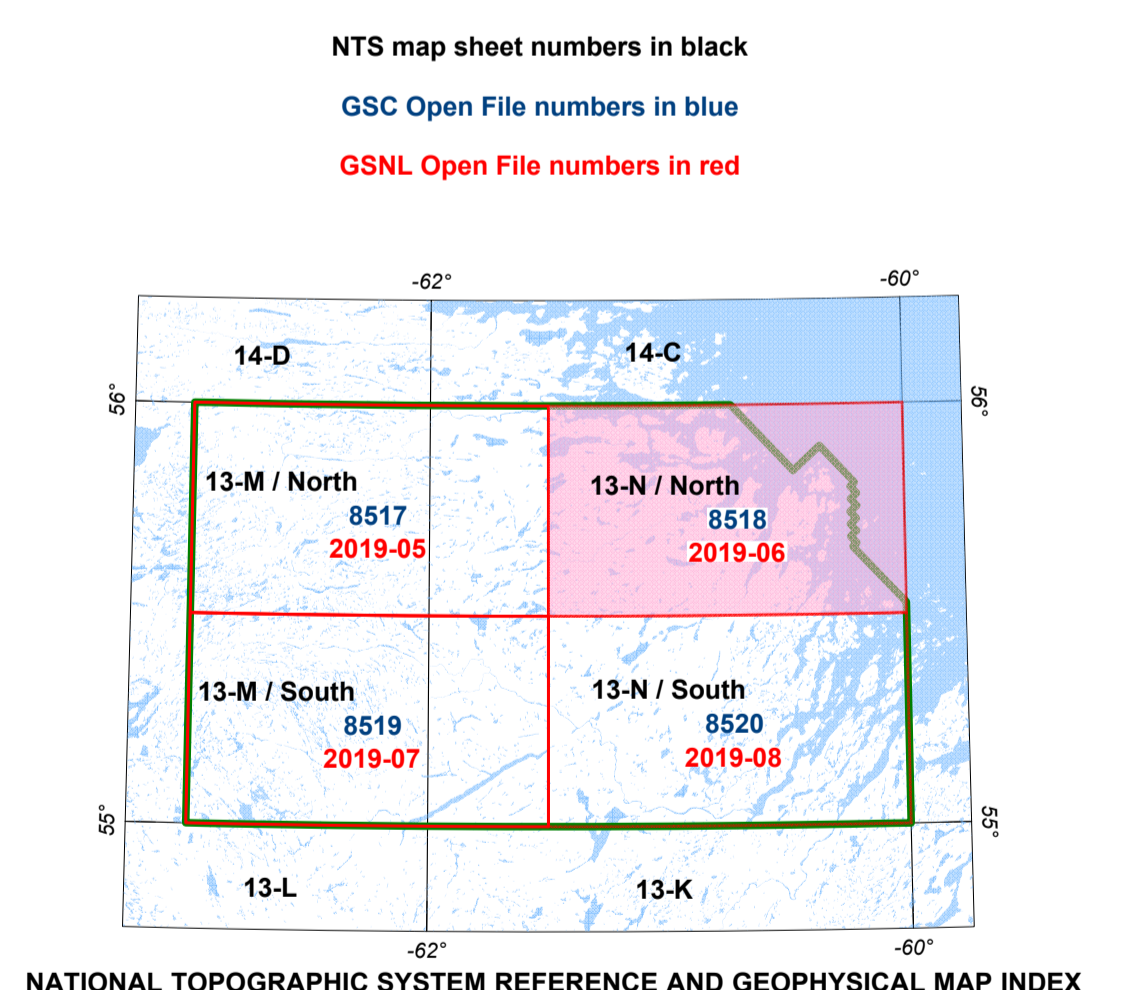 NTS map sheet numbers in black
GSC Open File numbers in blue
GSNL Open File numbers in red
-62°
-60°
14-D
14-C
56°
56°
13-M / North
8517
2019-05
13-N / North
8518
2019-06
13-M / South
8519
2019-07
13-N / South
8520
2019-08
55°
55°
13-L
13-K
-62°
-60°
NATIONAL TOPOGRAPHIC SYSTEM REFERENCE AND GEOPHYSICAL MAP INDEX